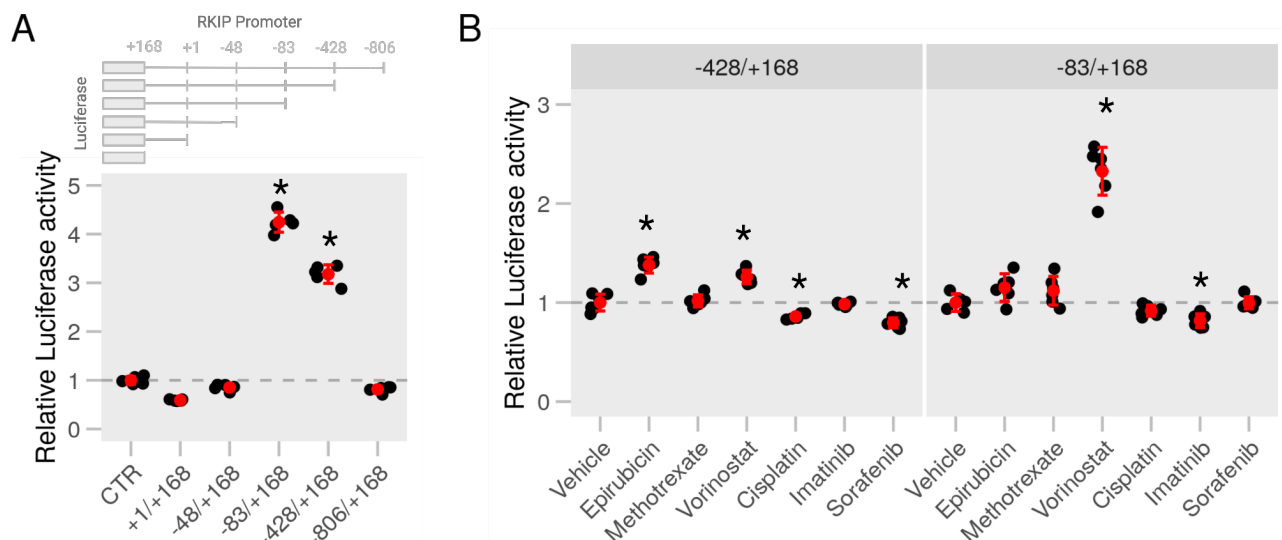 A
RKIP Promoter
+168 +1 -48 -83 -428 -806
Luciferase
Relative Luciferase activity
5
4
3
2
1
0
* *
CTR +1/+168 -48/+168 -83/+168 -428/+168 -806/+168
B
-428/+168 -83/+168
Relative Luciferase activity
3
2
1
0
* * * * * *
Vehicle Epirubicin Methotrexate Vorinostat Cisplatin Imatinib Sorafenib
Vehicle Epirubicin Methotrexate Vorinostat Cisplatin Imatinib Sorafenib